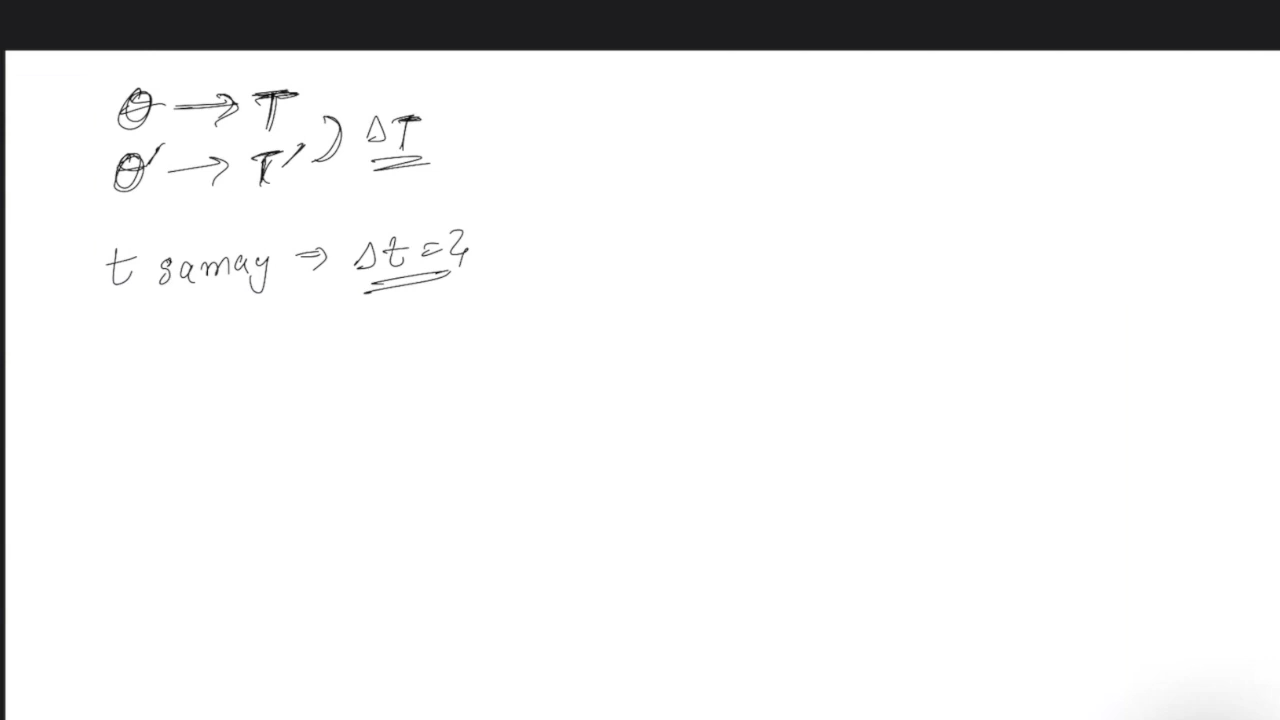 θ → T
θ' → T' ) ΔT
t samay ⇒ Δt = ?